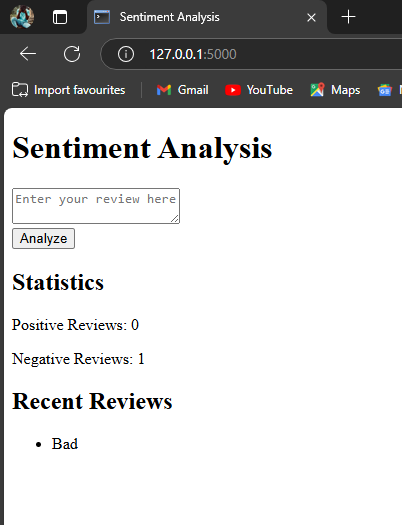 Sentiment Analysis
127.0.0.1:5000
Import favourites Gmail YouTube Maps
Sentiment Analysis
Enter your review here
Analyze
Statistics
Positive Reviews: 0
Negative Reviews: 1
Recent Reviews
Bad